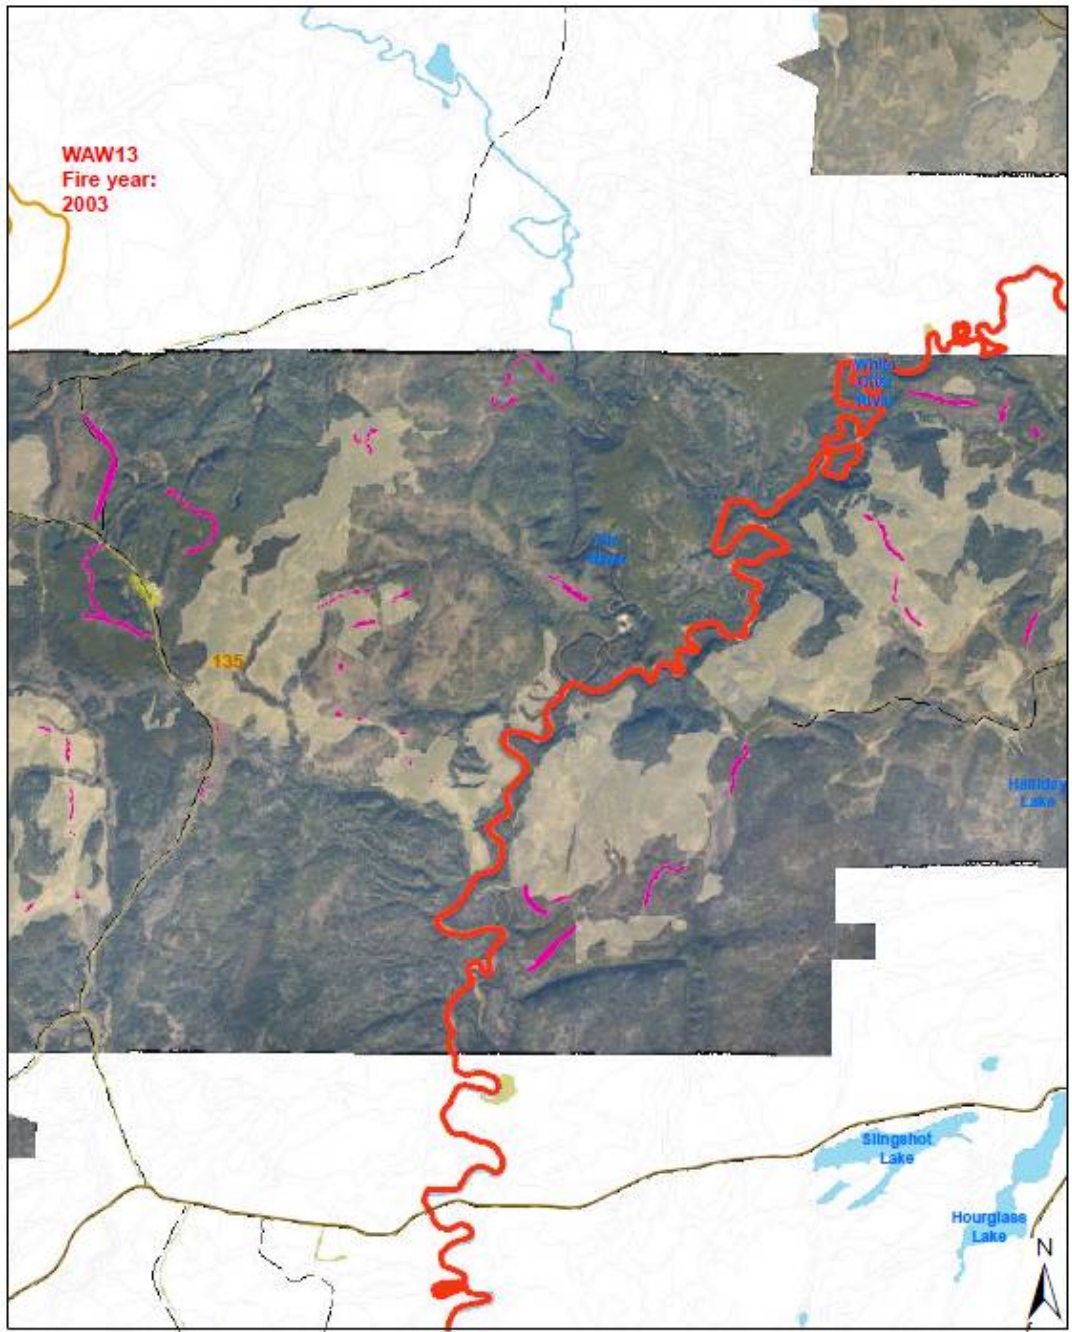 WAW13
Fire year:
2003
White
Otter
River
135
Halliday
Lake
Slingshot
Lake
Hourglass
Lake
N